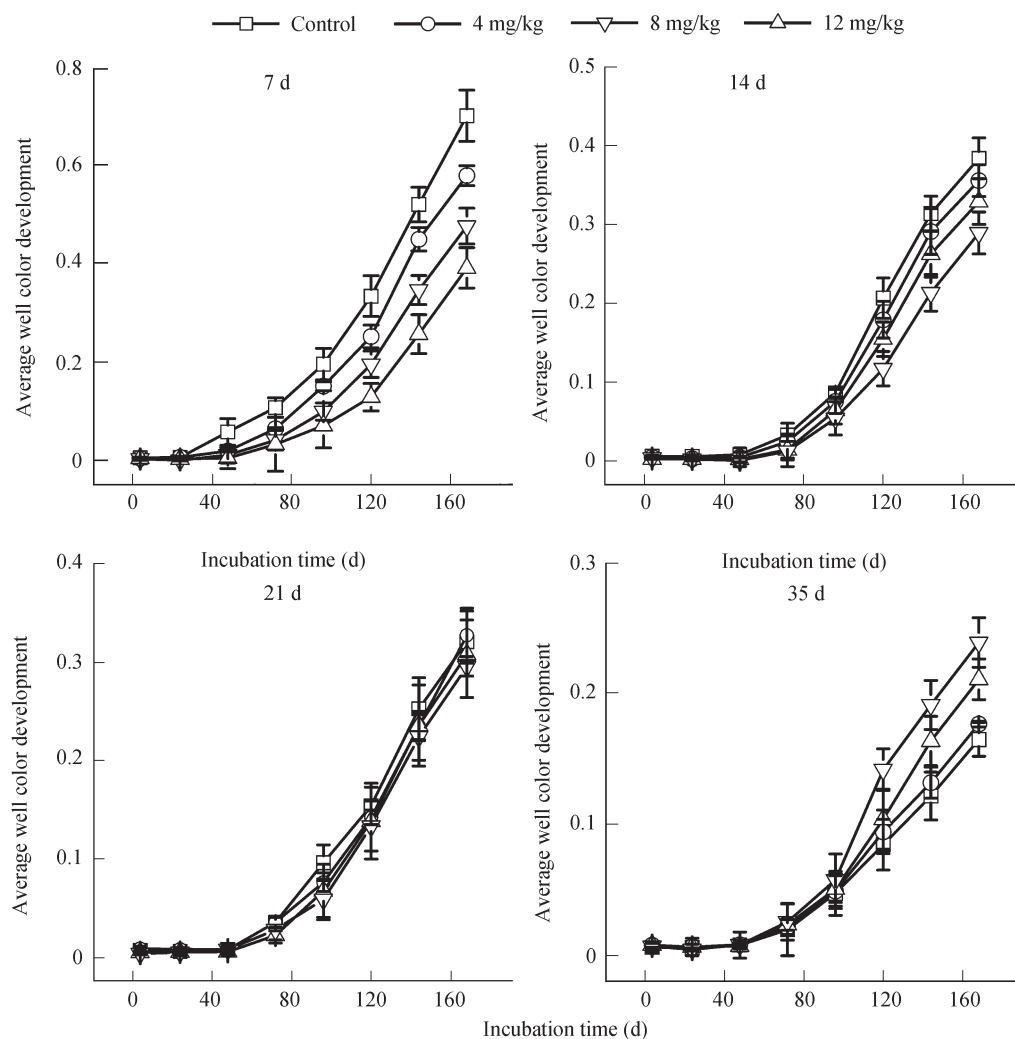 Control 4 mg/kg 8 mg/kg 12 mg/kg
7 d
Average well color development
0.8
0.6
0.4
0.2
0
0 40 80 120 160
Incubation time (d)
14 d
Average well color development
0.5
0.4
0.3
0.2
0.1
0
0 40 80 120 160
Incubation time (d)
21 d
Average well color development
0.4
0.3
0.2
0.1
0
0 40 80 120 160
35 d
Average well color development
0.3
0.2
0.1
0
0 40 80 120 160
Incubation time (d)